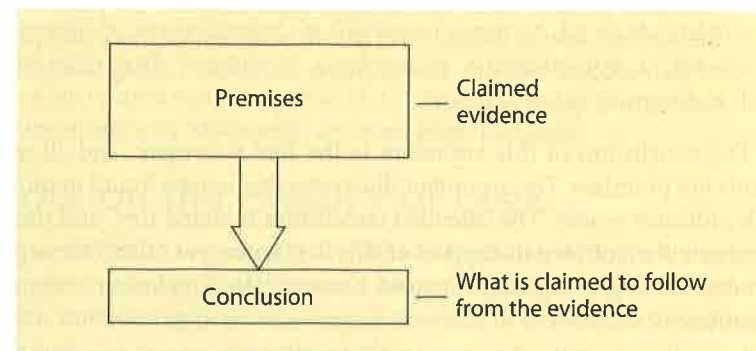 Premises
Claimed
evidence
Conclusion
What is claimed to follow
from the evidence